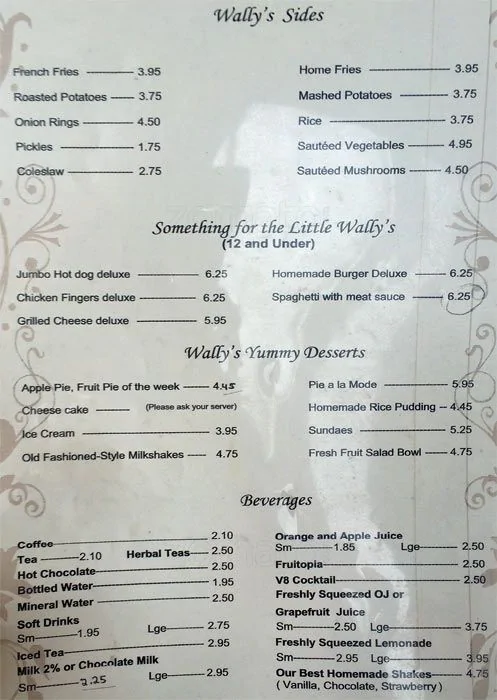 Wally's Sides
French Fries 3.95
Roasted Potatoes 3.75
Onion Rings 4.50
Pickles 1.75
Coleslaw 2.75
Home Fries 3.95
Mashed Potatoes 3.75
Rice 3.75
Sautéed Vegetables 4.95
Sautéed Mushrooms 4.50
Something for the Little Wally's
(12 and Under)
Jumbo Hot dog deluxe 6.25
Chicken Fingers deluxe 6.25
Grilled Cheese deluxe 5.95
Homemade Burger Deluxe 6.25
Spaghetti with meat sauce 6.25
Wally's Yummy Desserts
Apple Pie, Fruit Pie of the week 4.45
Cheese cake (Please ask your server)
Ice Cream 3.95
Old Fashioned-Style Milkshakes 4.75
Pie a la Mode 5.95
Homemade Rice Pudding 4.45
Sundaes 5.25
Fresh Fruit Salad Bowl 4.75
Beverages
Coffee 2.10
Tea 2.10 Herbal Teas 2.50
Hot Chocolate 2.50
Bottled Water 1.95
Mineral Water 2.50
Soft Drinks
Sm 1.95 Lge 2.75
Iced Tea 2.95
Milk 2% or Chocolate Milk
Sm 2.25 Lge 2.95
Orange and Apple Juice
Sm 1.85 Lge 2.50
Fruitopia 2.50
V8 Cocktail 2.50
Freshly Squeezed OJ or
Grapefruit Juice
Sm 2.50 Lge 3.75
Freshly Squeezed Lemonade
Sm 2.95 Lge 3.95
Our Best Homemade Shakes 4.75
( Vanilla, Chocolate, Strawberry )